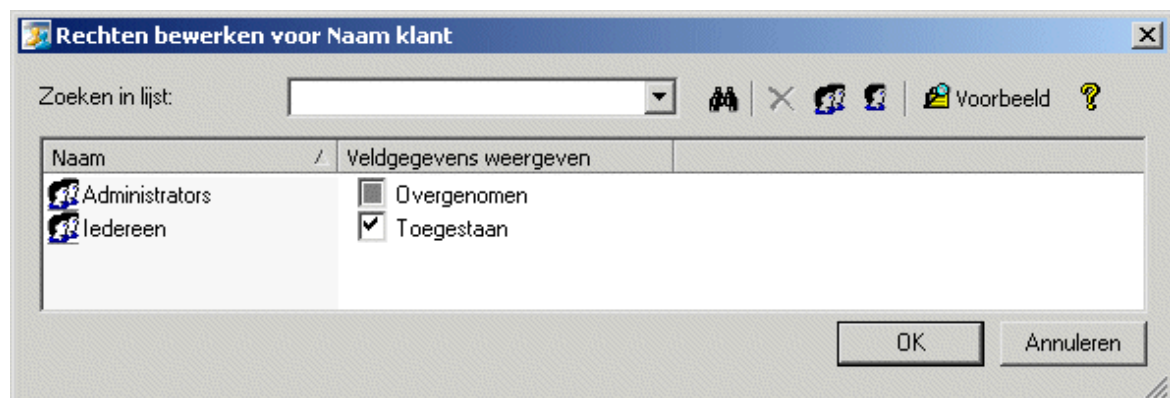 Rechten bewerken voor Naam klant
Zoeken in lijst: Voorbeeld
Naam Veldgegevens weergeven
Administrators Overgenomen
Iedereen Toegestaan
OK Annuleren